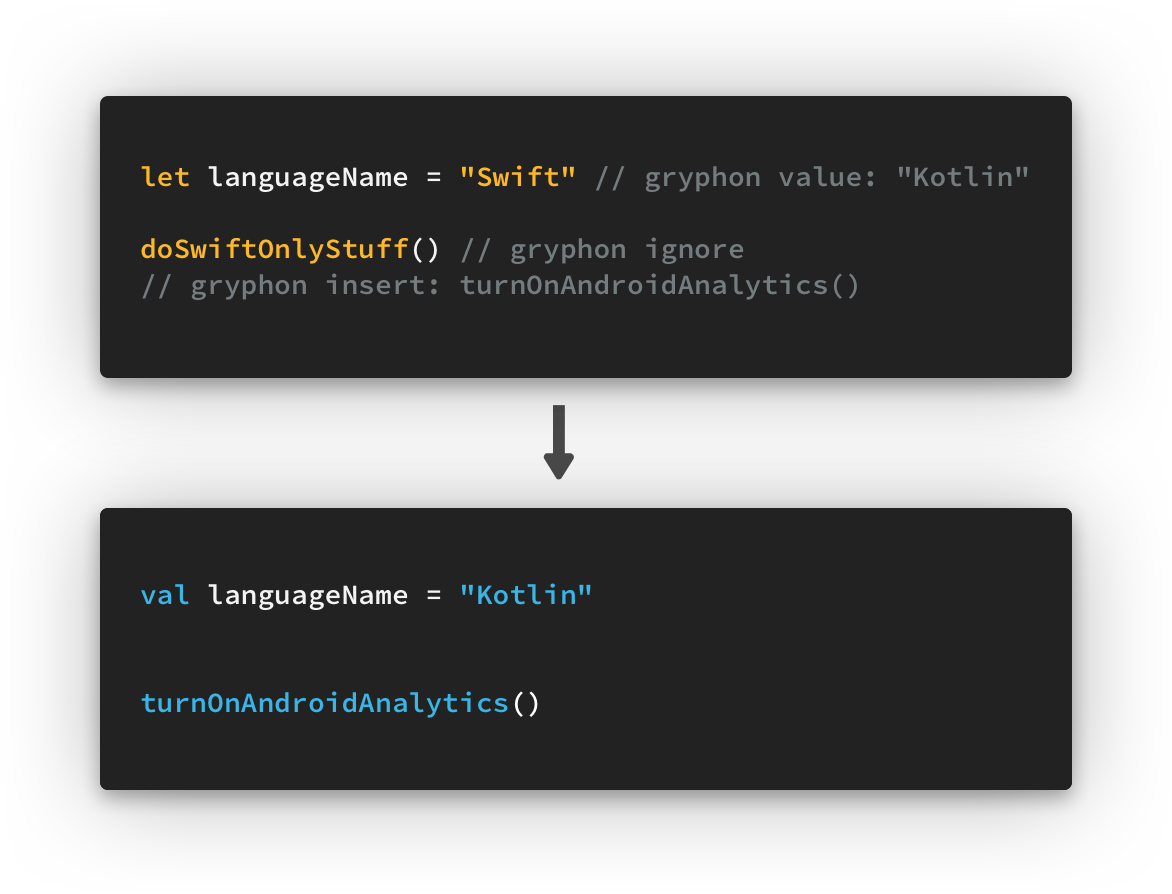 let languageName = "Swift" // gryphon value: "Kotlin"
doSwiftOnlyStuff() // gryphon ignore
// gryphon insert: turnOnAndroidAnalytics()
val languageName = "Kotlin"
turnOnAndroidAnalytics()